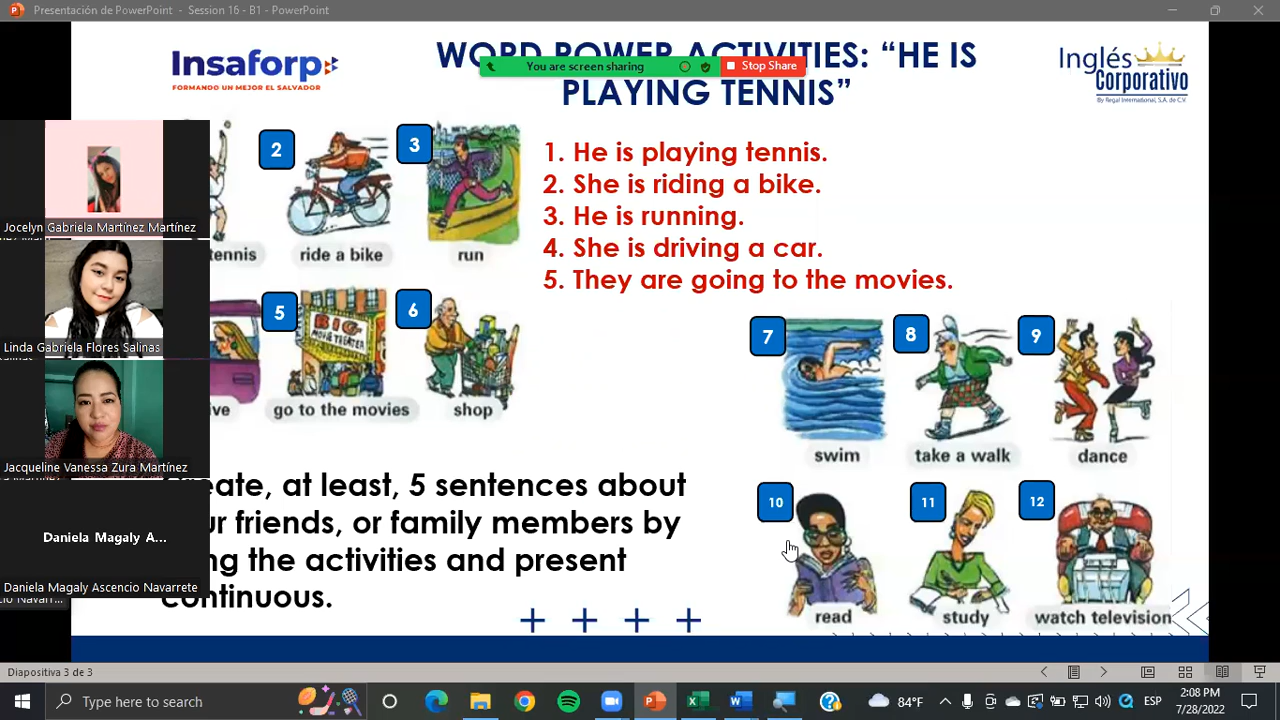 Presentación de PowerPoint - Session 16 - B1 - PowerPoint
Insaforp
FORMANDO UN MEJOR EL SALVADOR
WORD POWER ACTIVITIES: “HE IS
PLAYING TENNIS”
You are screen sharing
Stop Share
Inglés
Corporativo
By Regal International, S.A. de C.V.
Jocelyn Gabriela Martínez Martínez
Linda Gabriela Flores Salinas
Jacqueline Vanessa Zura Martínez
Daniela Magaly A...
Daniela Magaly Ascencio Navarrete
2
3
tennis
ride a bike
run
5
6
BIG
MOVIE THEATER
ive
go to the movies
shop
1. He is playing tennis.
2. She is riding a bike.
3. He is running.
4. She is driving a car.
5. They are going to the movies.
7
8
9
swim
take a walk
dance
10
11
12
read
study
watch television
eate, at least, 5 sentences about
ur friends, or family members by
ng the activities and present
continuous.
Diapositiva 3 de 3
Type here to search
84°F
ESP
2:08 PM
7/28/2022